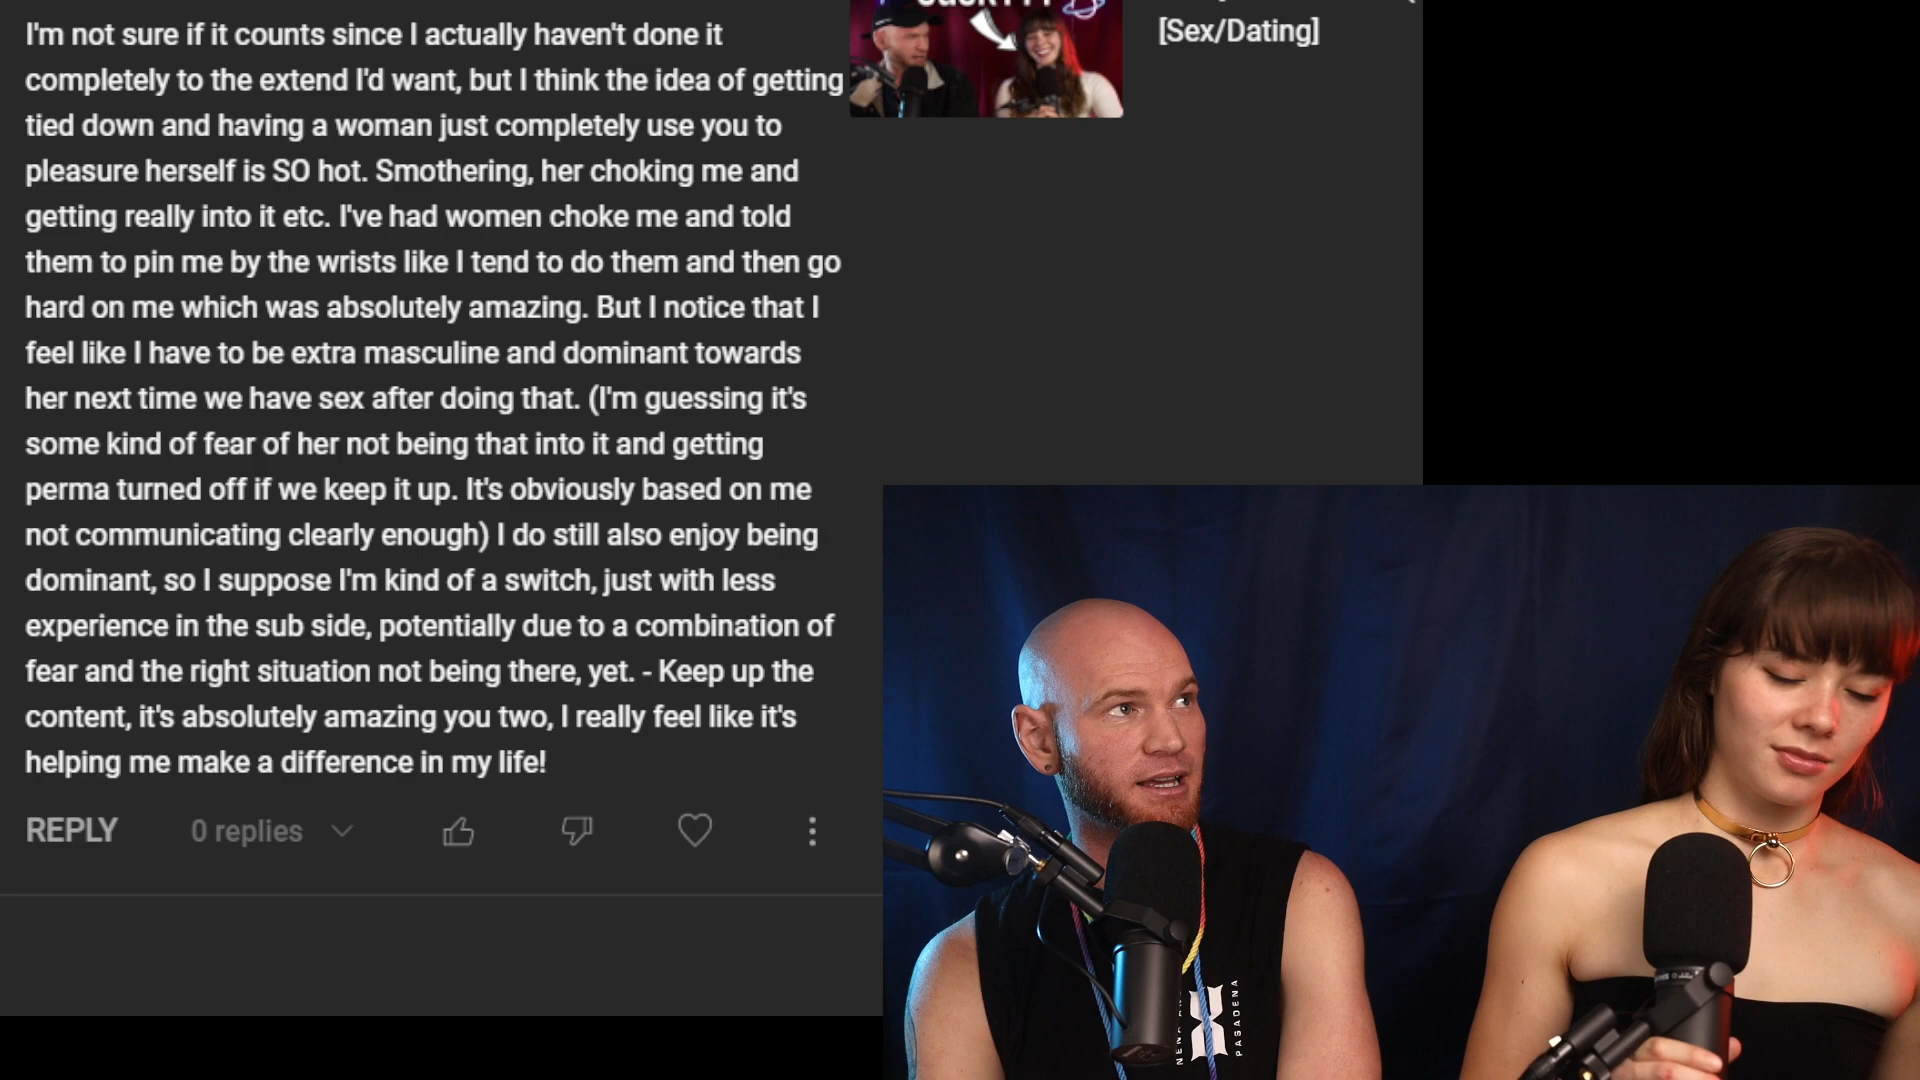 I'm not sure if it counts since I actually haven't done it
completely to the extend I'd want, but I think the idea of getting
tied down and having a woman just completely use you to
pleasure herself is SO hot. Smothering, her choking me and
getting really into it etc. I've had women choke me and told
them to pin me by the wrists like I tend to do them and then go
hard on me which was absolutely amazing. But I notice that I
feel like I have to be extra masculine and dominant towards
her next time we have sex after doing that. (I'm guessing it's
some kind of fear of her not being that into it and getting
perma turned off if we keep it up. It's obviously based on me
not communicating clearly enough) I do still also enjoy being
dominant, so I suppose I'm kind of a switch, just with less
experience in the sub side, potentially due to a combination of
fear and the right situation not being there, yet. - Keep up the
content, it's absolutely amazing you two, I really feel like it's
helping me make a difference in my life!
REPLY
0 replies
[Sex/Dating]
PASADENA